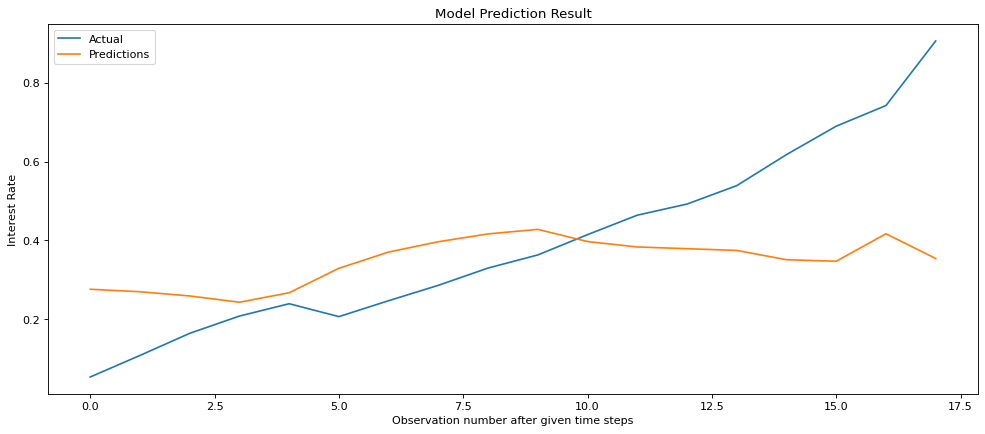 Model Prediction Result
Actual
Predictions
Interest Rate
0.8
0.6
0.4
0.2
0.0 2.5 5.0 7.5 10.0 12.5 15.0 17.5
Observation number after given time steps